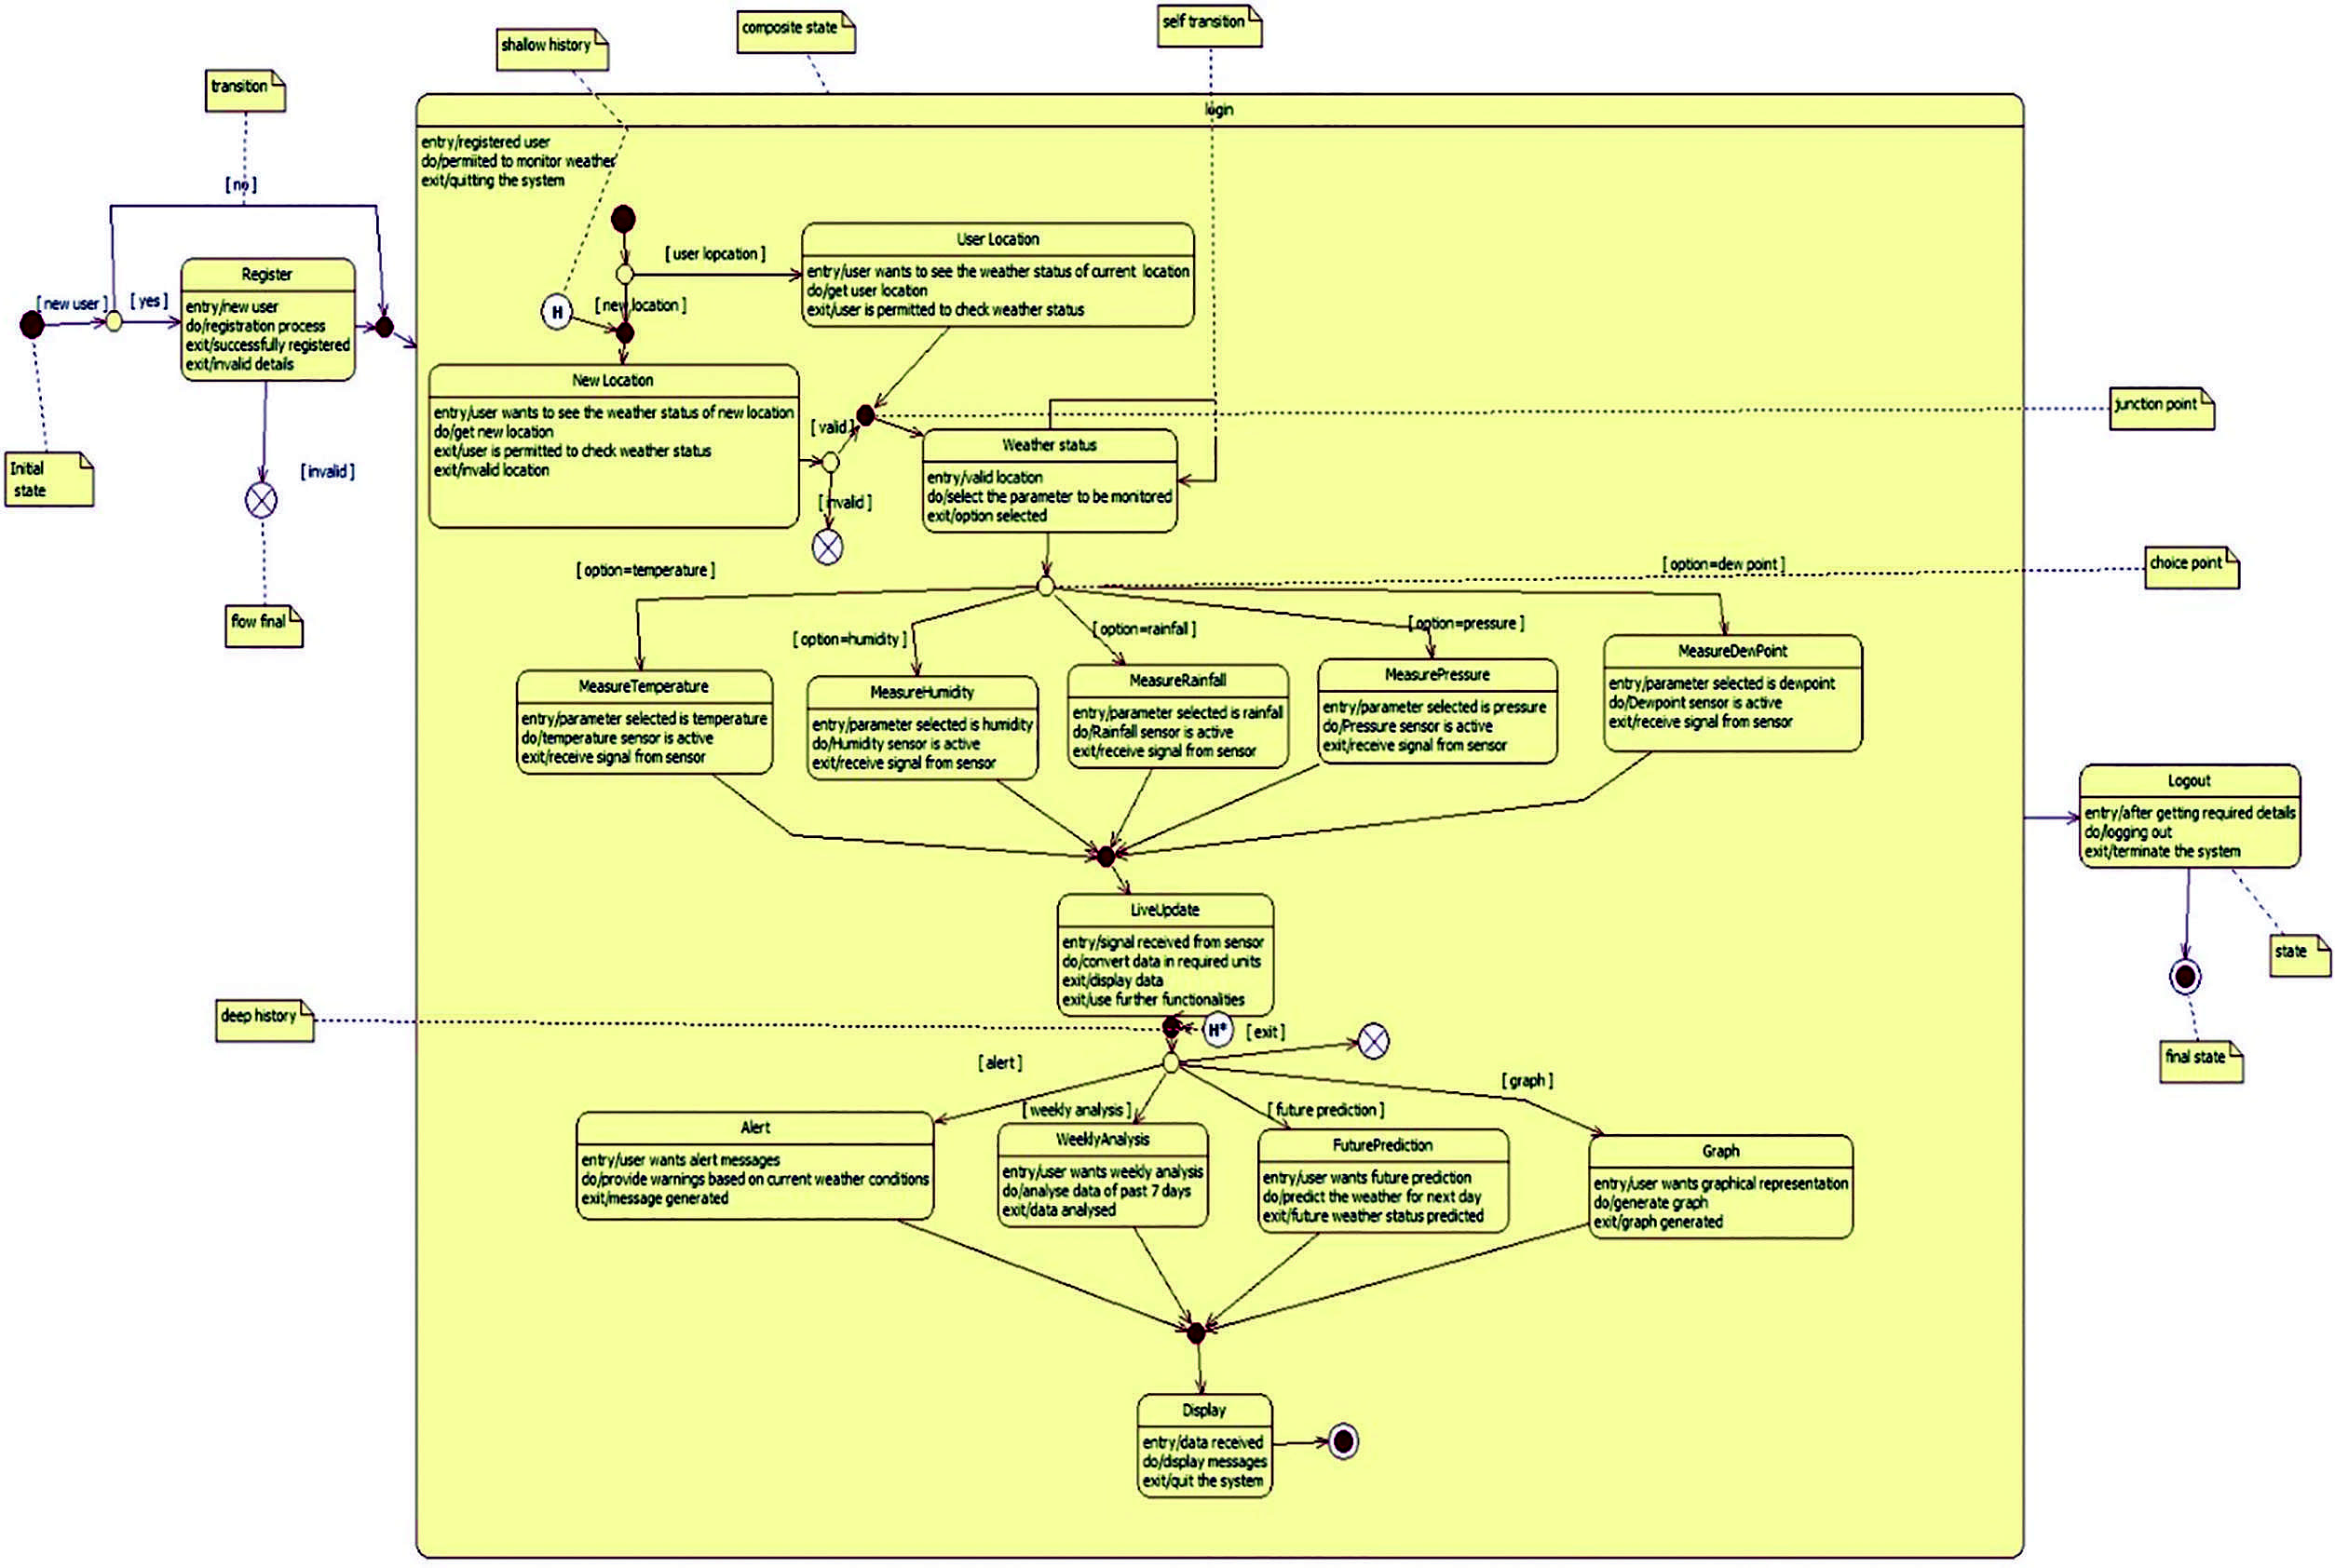 self transition
composite state
shallow history
transition
login
entry/registered user
do/permiited to monitor weather
exit/quitting the system
[ no ]
[ user lopcation ]
User Location
entry/user wants to see the weather status of current location
do/get user location
exit/user is permitted to check weather status
Register
entry/new user
do/registration process
exit/successfully registered
exit/invalid details
[ new user ]
[ yes ]
H
[ new location ]
New Location
entry/user wants to see the weather status of new location
do/get new location
exit/user is permitted to check weather status
exit/invalid location
[ valid ]
[ invalid ]
junction point
Weather status
entry/valid location
do/select the parameter to be monitored
exit/option selected
Initial
state
[ invalid ]
flow final
choice point
[ option=temperature ]
[ option=humidity ]
[ option=rainfall ]
[ option=pressure ]
[ option=dew point ]
MeasureTemperature
entry/parameter selected is temperature
do/temperature sensor is active
exit/receive signal from sensor
MeasureHumidity
entry/parameter selected is humidity
do/Humidity sensor is active
exit/receive signal from sensor
MeasureRainfall
entry/parameter selected is rainfall
do/Rainfall sensor is active
exit/receive signal from sensor
MeasurePressure
entry/parameter selected is pressure
do/Pressure sensor is active
exit/receive signal from sensor
MeasureDewPoint
entry/parameter selected is dewpoint
do/Dewpoint sensor is active
exit/receive signal from sensor
Logout
entry/after getting required details
do/logging out
exit/terminate the system
state
final state
LiveUpdate
entry/signal received from sensor
do/convert data in required units
exit/display data
exit/use further functionalities
deep history
H*
[ exit ]
[ alert ]
[ weekly analysis ]
[ future prediction ]
[ graph ]
Alert
entry/user wants alert messages
do/provide warnings based on current weather conditions
exit/message generated
WeeklyAnalysis
entry/user wants weekly analysis
do/analyse data of past 7 days
exit/data analysed
FuturePrediction
entry/user wants future prediction
do/predict the weather for next day
exit/future weather status predicted
Graph
entry/user wants graphical representation
do/generate graph
exit/graph generated
Display
entry/data received
do/display messages
exit/quit the system